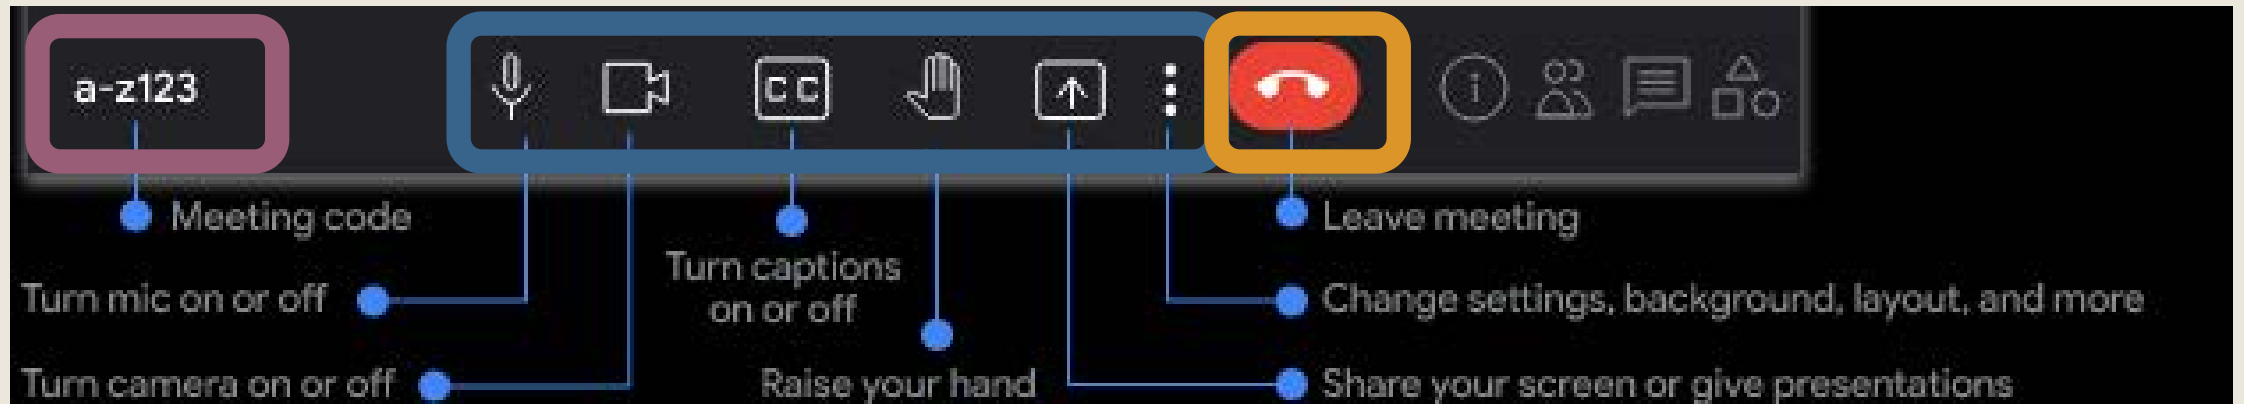 a-z123
CC
Meeting code
Leave meeting
Turn captions
on or off
Turn mic on or off
Change settings, background, layout, and more
Turn camera on or off
Raise your hand
Share your screen or give presentations